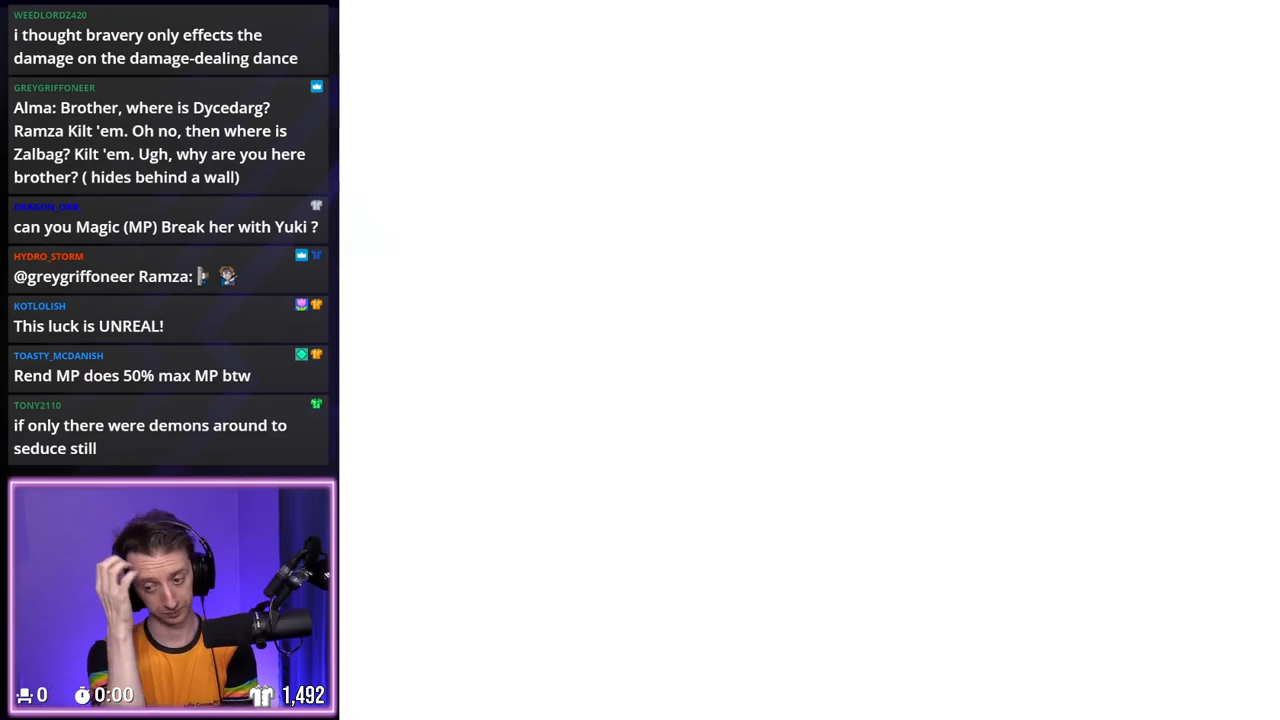 WEEDLORDZ420
i thought bravery only effects the
damage on the damage-dealing dance
GREYGRIFFONEER
Alma: Brother, where is Dycedarg?
Ramza Kilt 'em. Oh no, then where is
Zalbag? Kilt 'em. Ugh, why are you here
brother? ( hides behind a wall)
DRAGON_ORB_
can you Magic (MP) Break her with Yuki ?
HYDRO_STORM
@greygriffoneer Ramza:
KOTLOLISH
This luck is UNREAL!
TOASTY_MCDANISH
Rend MP does 50% max MP btw
TONY2110
if only there were demons around to
seduce still
0 0:00 1,492